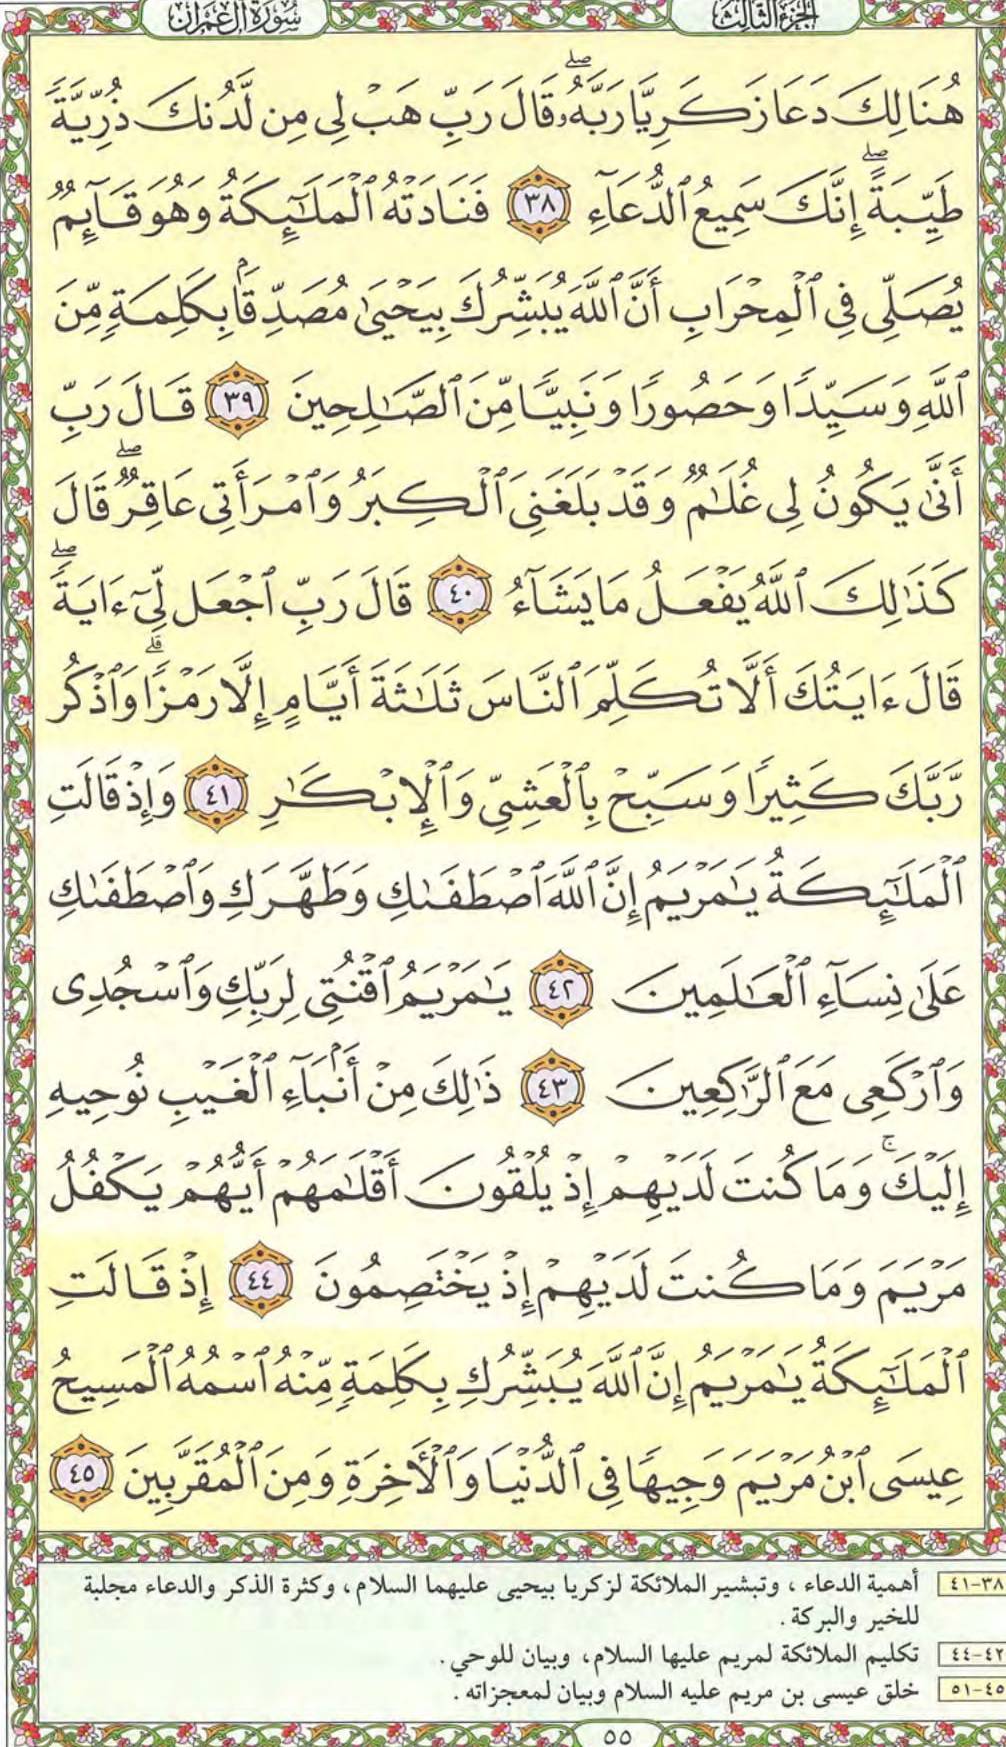 الجزء الثالث
سورة آل عمران
هُنَالِكَ دَعَا زَكَرِيَّا رَبَّهُۥۖ قَالَ رَبِّ هَبۡ لِي مِن لَّدُنكَ ذُرِّيَّةٗ
طَيِّبَةًۖ إِنَّكَ سَمِيعُ ٱلدُّعَآءِ ٣٨ فَنَادَتۡهُ ٱلۡمَلَٰٓئِكَةُ وَهُوَ قَآئِمٞ
يُصَلِّي فِي ٱلۡمِحۡرَابِ أَنَّ ٱللَّهَ يُبَشِّرُكَ بِيَحۡيَىٰ مُصَدِّقَۢا بِكَلِمَةٖ مِّنَ
ٱللَّهِ وَسَيِّدٗا وَحَصُورٗا وَنَبِيّٗا مِّنَ ٱلصَّٰلِحِينَ ٣٩ قَالَ رَبِّ
أَنَّىٰ يَكُونُ لِي غُلَٰمٞ وَقَدۡ بَلَغَنِيَ ٱلۡكِبَرُ وَٱمۡرَأَتِي عَاقِرٞۖ قَالَ
كَذَٰلِكَ ٱللَّهُ يَفۡعَلُ مَا يَشَآءُ ٤٠ قَالَ رَبِّ ٱجۡعَل لِّيٓ ءَايَةٗۖ
قَالَ ءَايَتُكَ أَلَّا تُكَلِّمَ ٱلنَّاسَ ثَلَٰثَةَ أَيَّامٍ إِلَّا رَمۡزٗاۗ وَٱذۡكُر
رَّبَّكَ كَثِيرٗا وَسَبِّحۡ بِٱلۡعَشِيِّ وَٱلۡإِبۡكَٰرِ ٤١ وَإِذۡ قَالَتِ
ٱلۡمَلَٰٓئِكَةُ يَٰمَرۡيَمُ إِنَّ ٱللَّهَ ٱصۡطَفَىٰكِ وَطَهَّرَكِ وَٱصۡطَفَىٰكِ
عَلَىٰ نِسَآءِ ٱلۡعَٰلَمِينَ ٤٢ يَٰمَرۡيَمُ ٱقۡنُتِي لِرَبِّكِ وَٱسۡجُدِي
وَٱرۡكَعِي مَعَ ٱلرَّٰكِعِينَ ٤٣ ذَٰلِكَ مِنۡ أَنۢبَآءِ ٱلۡغَيۡبِ نُوحِيهِ
إِلَيۡكَۚ وَمَا كُنتَ لَدَيۡهِمۡ إِذۡ يُلۡقُونَ أَقۡلَٰمَهُمۡ أَيُّهُمۡ يَكۡفُلُ
مَرۡيَمَ وَمَا كُنتَ لَدَيۡهِمۡ إِذۡ يَخۡتَصِمُونَ ٤٤ إِذۡ قَالَتِ
ٱلۡمَلَٰٓئِكَةُ يَٰمَرۡيَمُ إِنَّ ٱللَّهَ يُبَشِّرُكِ بِكَلِمَةٖ مِّنۡهُ ٱسۡمُهُ ٱلۡمَسِيحُ
عِيسَى ٱبۡنُ مَرۡيَمَ وَجِيهٗا فِي ٱلدُّنۡيَا وَٱلۡأٓخِرَةِ وَمِنَ ٱلۡمُقَرَّبِينَ ٤٥
٣٨-٤١ أهمية الدعاء ، وتبشير الملائكة لزكريا بيحيى عليهما السلام ، وكثرة الذكر والدعاء مجلبة
للخير والبركة .
٤٢-٤٤ تكليم الملائكة لمريم عليها السلام، وبيان للوحي .
٤٥-٥١ خلق عيسى بن مريم عليه السلام وبيان لمعجزاته .
٥٥